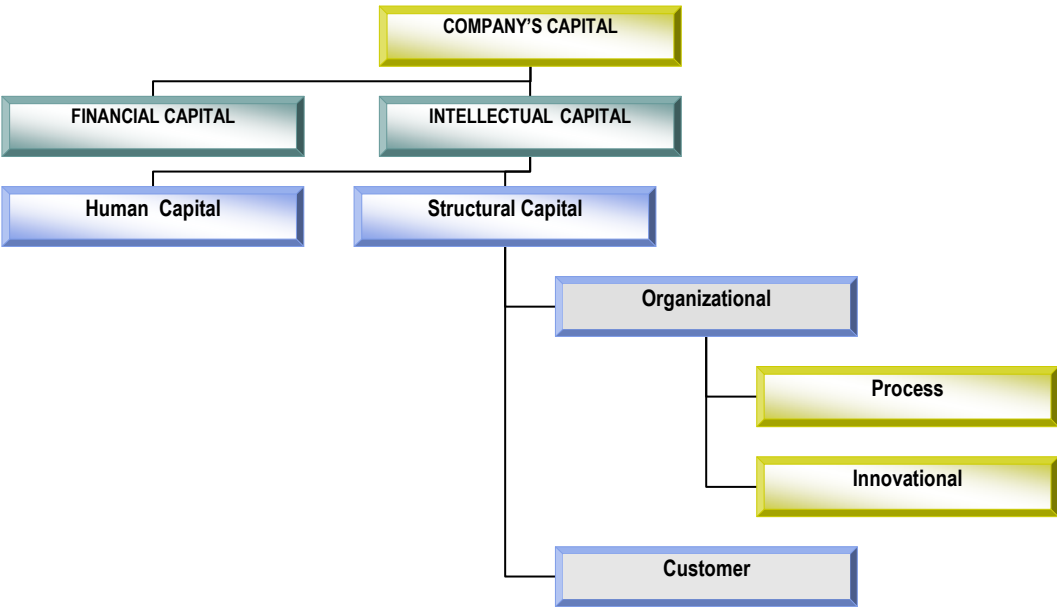 COMPANY’S CAPITAL
FINANCIAL CAPITAL
INTELLECTUAL CAPITAL
Human Capital
Structural Capital
Organizational
Process
Innovational
Customer